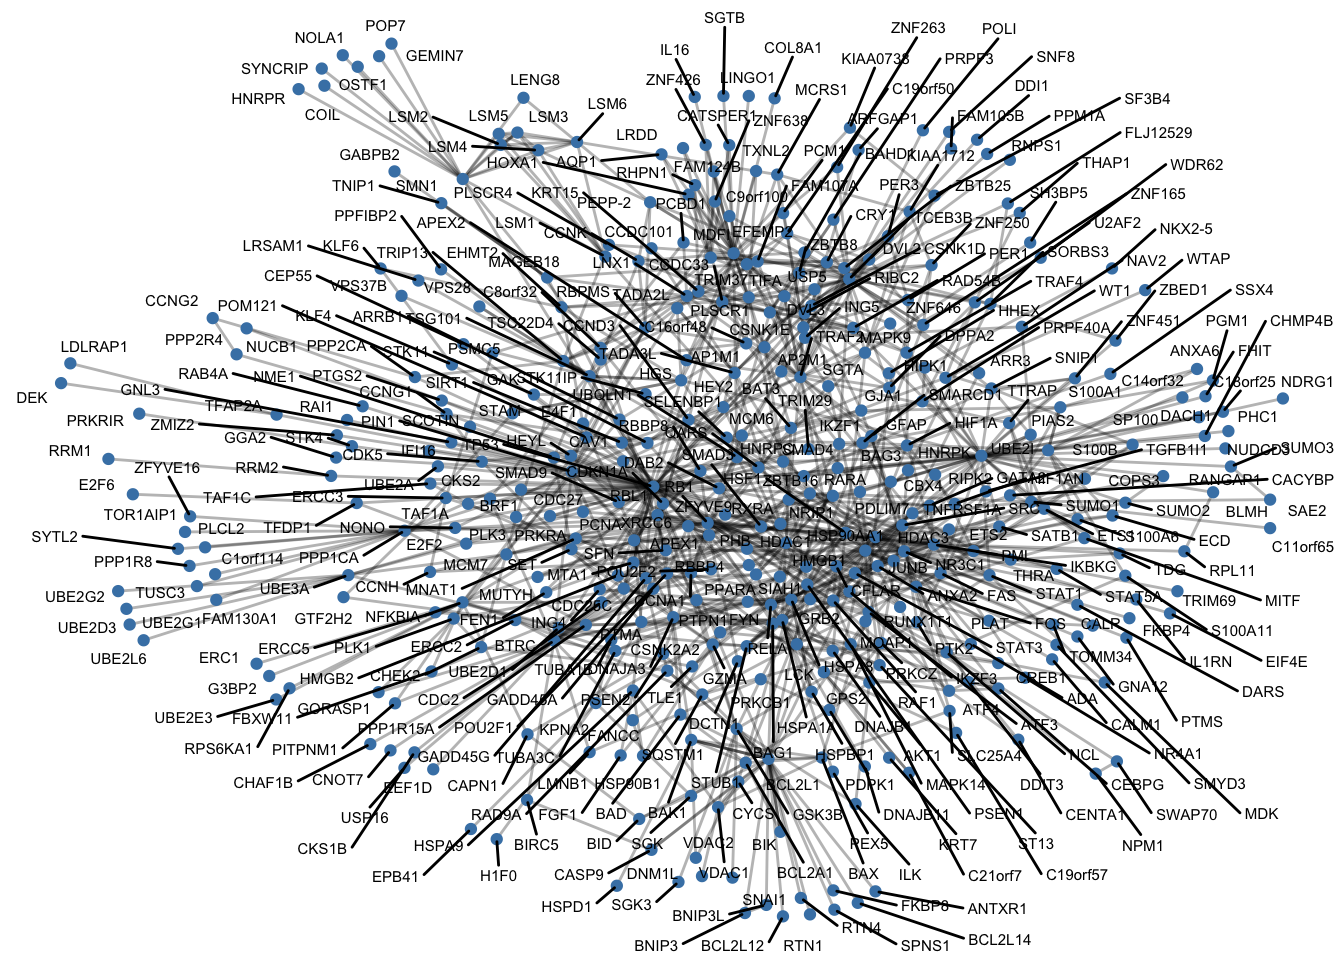 SGTB
POP7
ZNF263
POLI
NOLA1
GEMIN7
IL16
COL8A1
KIAA0738
PRPF3
SNF8
SYNCRIP
OSTF1
LENG8
ZNF426
LINGO1
MCRS1
C19orf50
DDI1
HNRPR
COIL
LSM2
LSM5
LSM3
LSM6
CATSPER1
ZNF638
ARFGAP1
FAM105B
PPM1A
SF3B4
LRDD
FLJ12529
GABPB2
LSM4
HOXA1
AQP1
TXNL2
PCM1
BAHD1
KIAA1712
RNPS1
THAP1
WDR62
TNIP1
SMN1
PLSCR4
KRT15
RHPN1
FAM124B
FAM107A
PER3
ZBTB25
SH3BP5
ZNF165
PEPP-2
PCBD1
C9orf100
PPFIBP2
APEX2
LSM1
CCNK
CCDC101
MDFI
EFEMP2
CRY1
TCEB3B
ZNF250
U2AF2
NKX2-5
LRSAM1
KLF6
TRIP13
EHMT2
MAGEB18
LNX1
CCDC33
ZBTB8
DVL2
CSNK1D
PER1
SORBS3
NAV2
WTAP
CEP55
VPS37B
VPS28
C8orf32
RBPMS
TADA2L
TRIM37
TIFA
USP5
RIBC2
RAD54B
TRAF4
WT1
ZBED1
SSX4
CCNG2
POM121
KLF4
ARRB1
TSG101
TSC22D4
CCND3
C16orf48
PLSCR1
CSNK1E
DVL3
ING5
ZNF646
HHEX
PRPF40A
ZNF451
PGM1
CHMP4B
PPP2R4
NUCB1
PPP2CA
STK11
PSMC5
TADA3L
AP1M1
AP2M1
TRAF2
MAPK9
DPPA2
ARR3
SNIP1
ANXA6
FHIT
LDLRAP1
RAB4A
NME1
PTGS2
SIRT1
GAK
STK11IP
HGS
HEY2
BAT3
SGTA
HIPK1
TTRAP
S100A1
C14orf32
C18orf25
NDRG1
DEK
GNL3
CCNG1
UBQLN1
SELENBP1
TRIM29
GJA1
SMARCD1
PRKRIR
TFAP2A
RAI1
PIN1
SCOTIN
STAM
E4F1
RBBP8
MCM6
IKZF1
GFAP
HIF1A
PIAS2
SP100
DACH1
PHC1
ZMIZ2
GGA2
STK4
TP53
HEYL
CAV1
SMAD4
BAG3
HNRPK
UBE2I
S100B
TGFB1I1
NUDCD3
SUMO3
RRM1
ZFYVE16
RRM2
CDK5
IFI16
SMAD9
CDKN1A
DAB2
SMAD3
HSF1
ZBTB16
RARA
CBX4
RIPK2
COPS3
RANGAP1
CACYBP
E2F6
TAF1C
ERCC3
UBE2A
CKS2
RBL1
RB1
ZFYVE9
RXRA
NRIP1
PDLIM7
TNFRSF1A
SRC
SUMO1
SUMO2
BLMH
SAE2
TOR1AIP1
TAF1A
BRF1
CDC27
PCNA
XRCC6
SYTL2
PLCL2
TFDP1
NONO
E2F2
PLK3
PRKRA
APEX1
PHB
HDAC1
HSP90AA1
HDAC3
ETS2
SATB1
ETS1
S100A6
ECD
C11orf65
PPP1R8
C1orf114
PPP1CA
MCM7
SET
SFN
HMGB1
JUNB
NR3C1
PML
IKBKG
TDG
RPL11
UBE2G2
TUSC3
UBE3A
CCNH
MNAT1
MUTYH
MTA1
POU2F2
RBBP4
PPARA
SIAH1
CFLAR
ANXA2
FAS
THRA
STAT1
STAT5A
TRIM69
MITF
UBE2D3
UBE2G1
FAM130A1
GTF2H2
NFKBIA
FEN1
ING4
CDC25C
CCNA1
PTPN1
FYN
GRB2
RUNX1T1
PLAT
FOS
CALR
FKBP4
S100A11
UBE2L6
ERC1
ERCC5
PLK1
ERCC2
BTRC
PTMA
CSNK2A2
RELA
MOAP1
PTK2
STAT3
TOMM34
IL1RN
EIF4E
G3BP2
HMGB2
CHEK2
UBE2D1
TUBA1B
DNAJA3
GZMA
LCK
HSPA8
PRKCZ
IKZF3
CREB1
GNA12
DARS
UBE2E3
FBXW11
GORASP1
CDC2
GADD45A
PSEN2
TLE1
PRKCB1
GPS2
RAF1
ATF4
ADA
CALM1
PTMS
RPS6KA1
PITPNM1
PPP1R15A
POU2F1
KPNA2
FANCC
DCTN1
HSPA1A
DNAJB1
ATF3
NCL
NR4A1
CHAF1B
CNOT7
GADD45G
TUBA3C
SQSTM1
BAG1
HSPBP1
AKT1
SLC25A4
SMYD3
EEF1D
CAPN1
LMNB1
HSP90B1
STUB1
BCL2L1
PDPK1
MAPK14
DDIT3
CEBPG
USP16
RAD9A
FGF1
BAD
BAK1
CYCS
GSK3B
DNAJB11
PSEN1
CENTA1
SWAP70
MDK
CKS1B
HSPA9
BIRC5
BID
SGK
VDAC2
BIK
PEX5
KRT7
ST13
NPM1
EPB41
H1F0
CASP9
DNM1L
VDAC1
BCL2A1
BAX
ILK
C21orf7
C19orf57
HSPD1
SGK3
SNAI1
FKBP8
ANTXR1
BNIP3L
BNIP3
BCL2L12
RTN1
RTN4
SPNS1
BCL2L14